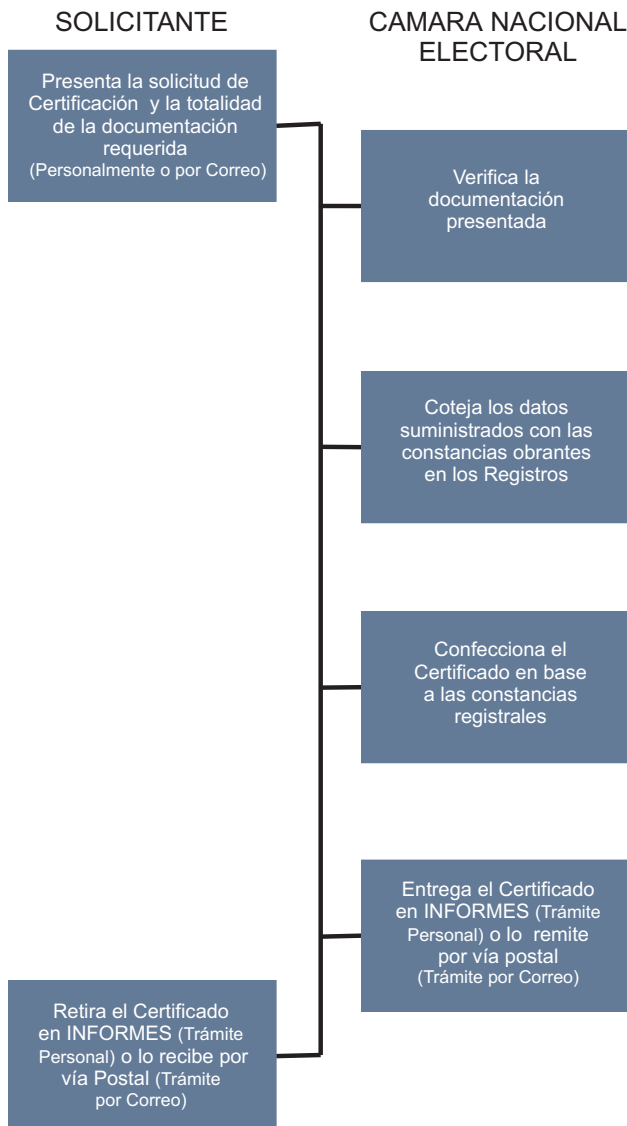 SOLICITANTE
CAMARA NACIONAL
ELECTORAL
Presenta la solicitud de
Certificación y la totalidad
de la documentación
requerida
(Personalmente o por Correo)
Verifica la
documentación
presentada
Coteja los datos
suministrados con las
constancias obrantes
en los Registros
Confecciona el
Certificado en base
a las constancias
registrales
Entrega el Certificado
en INFORMES (Trámite
Personal) o lo remite
por vía postal
(Trámite por Correo)
Retira el Certificado
en INFORMES (Trámite
Personal) o lo recibe por
vía Postal (Trámite
por Correo)